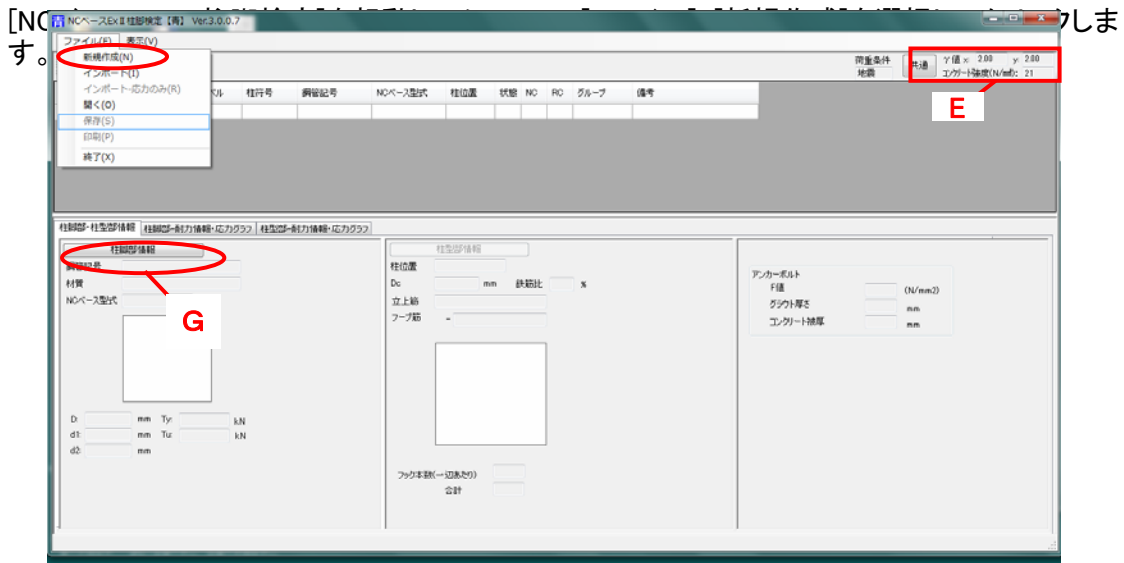 [NC
クしま
す。
NCベースEXⅡ柱脚検定【青】 Ver.3.0.0.7
ファイル(F) 表示(V)
新規作成(N)
インポート(I)
インポート-応力のみ(R)
開く(O)
保存(S)
印刷(P)
終了(X)
荷重条件
地震
共通
γ値 x: 2.00 y: 2.00
コンクリート強度(N/mm²): 21
E
柱符号 鋼管記号 NCベース型式 柱位置 状態 NC RC グループ 備考
柱脚部・柱型部情報 柱脚部-耐力情報・応力グラフ 柱型部-耐力情報・応力グラフ
柱脚部情報
鋼管記号
材質
NCベース型式
G
D: mm Ty: kN
d1: mm Tu: kN
d2: mm
柱型部情報
柱位置
Dc mm 鉄筋比 %
立上筋
フープ筋 -
フック本数(一辺あたり)
合計
アンカーボルト
F値 (N/mm2)
グラウト厚さ mm
コンクリート被厚 mm